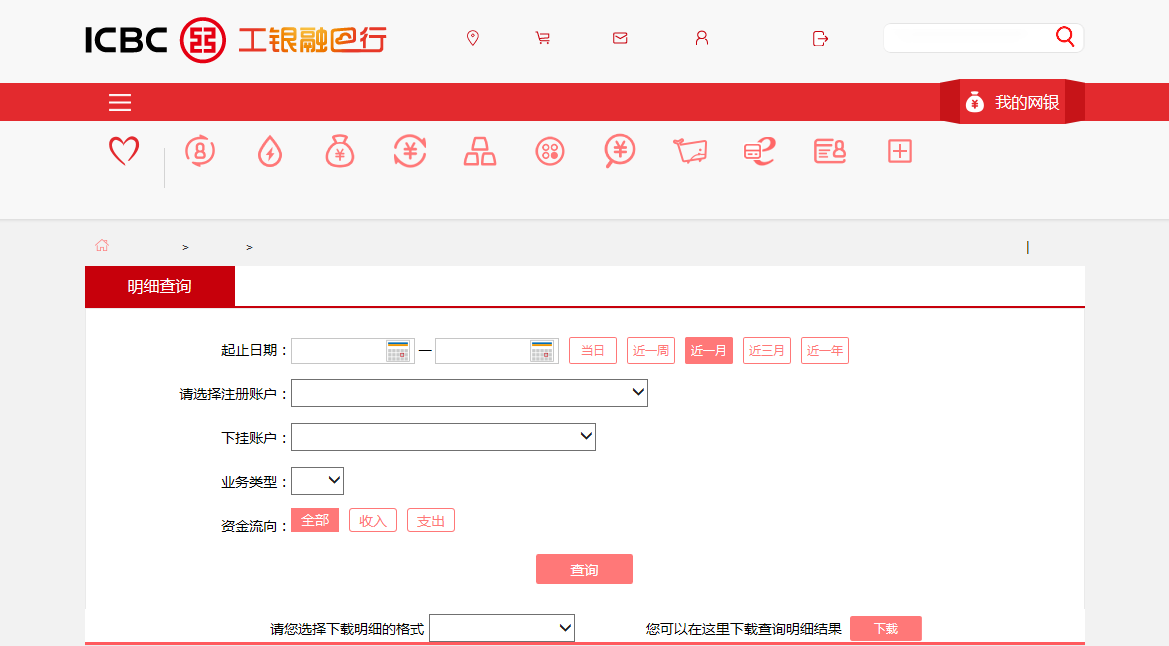 ICBC 工银融e行
我的网银
> >
|
明细查询
起止日期： — 当日 近一周 近一月 近三月 近一年
请选择注册账户：
下挂账户：
业务类型：
资金流向： 全部 收入 支出
查询
请您选择下载明细的格式 您可以在这里下载查询明细结果 下载